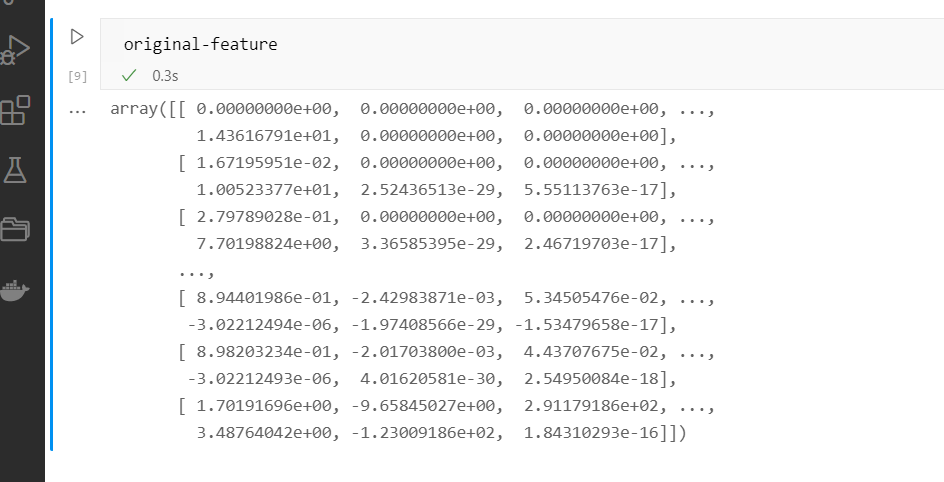 original-feature
[9]
0.3s
...
array([[ 0.00000000e+00,  0.00000000e+00,  0.00000000e+00, ...,
         1.43616791e+01,  0.00000000e+00,  0.00000000e+00],
       [ 1.67195951e-02,  0.00000000e+00,  0.00000000e+00, ...,
         1.00523377e+01,  2.52436513e-29,  5.55113763e-17],
       [ 2.79789028e-01,  0.00000000e+00,  0.00000000e+00, ...,
         7.70198824e+00,  3.36585395e-29,  2.46719703e-17],
       ...,
       [ 8.94401986e-01, -2.42983871e-03,  5.34505476e-02, ...,
        -3.02212494e-06, -1.97408566e-29, -1.53479658e-17],
       [ 8.98203234e-01, -2.01703800e-03,  4.43707675e-02, ...,
        -3.02212493e-06,  4.01620581e-30,  2.54950084e-18],
       [ 1.70191696e+00, -9.65845027e+00,  2.91179186e+02, ...,
         3.48764042e+00, -1.23009186e+02,  1.84310293e-16]])